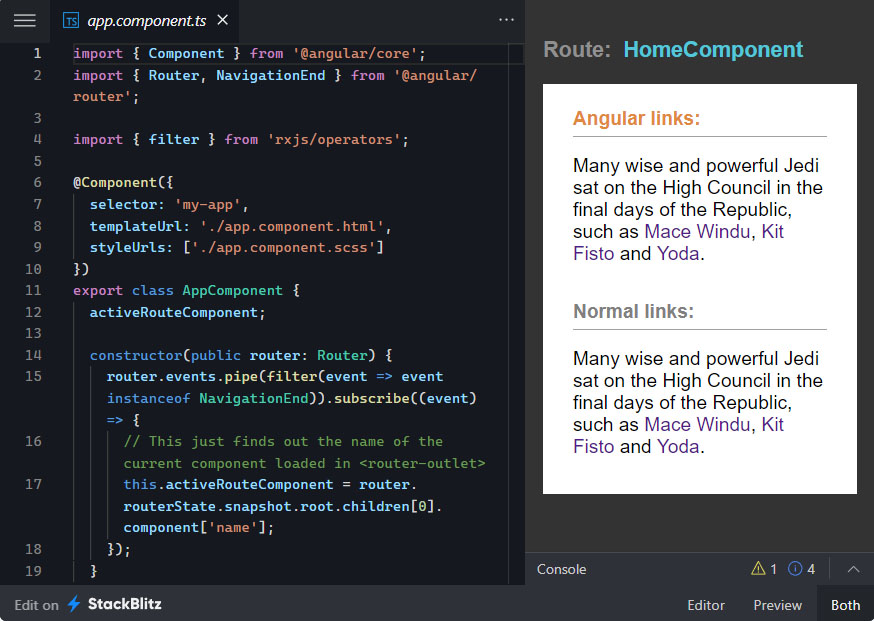 TS app.component.ts
1 import { Component } from '@angular/core';
2 import { Router, NavigationEnd } from '@angular/
router';
3
4 import { filter } from 'rxjs/operators';
5
6 @Component({
7 selector: 'my-app',
8 templateUrl: './app.component.html',
9 styleUrls: ['./app.component.scss']
10 })
11 export class AppComponent {
12 activeRouteComponent;
13
14 constructor(public router: Router) {
15 router.events.pipe(filter(event => event
instanceof NavigationEnd)).subscribe((event)
=> {
16 // This just finds out the name of the
current component loaded in <router-outlet>
17 this.activeRouteComponent = router.
routerState.snapshot.root.children[0].
component['name'];
18 });
19 }
Route: HomeComponent
Angular links:
Many wise and powerful Jedi
sat on the High Council in the
final days of the Republic,
such as Mace Windu, Kit
Fisto and Yoda.
Normal links:
Many wise and powerful Jedi
sat on the High Council in the
final days of the Republic,
such as Mace Windu, Kit
Fisto and Yoda.
Console 1 4
Edit on StackBlitz
Editor Preview Both